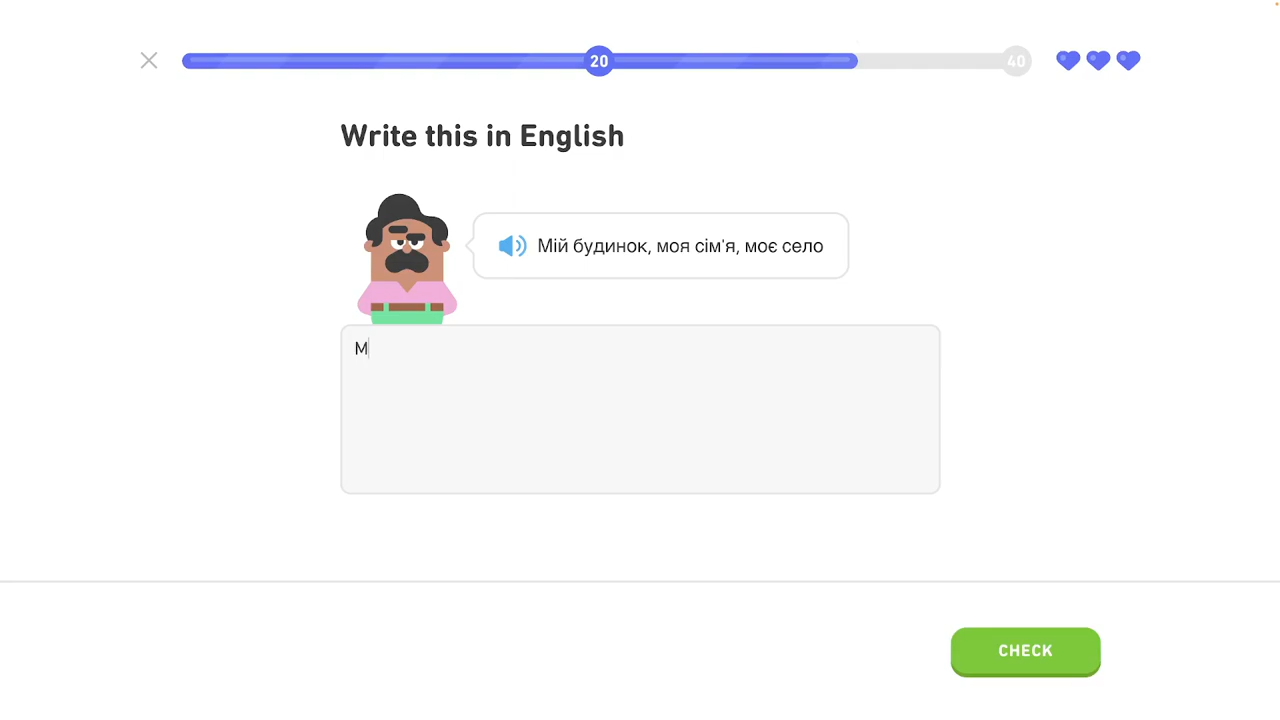 20
40
Write this in English
Мій будинок, моя сім'я, моє село
M
CHECK